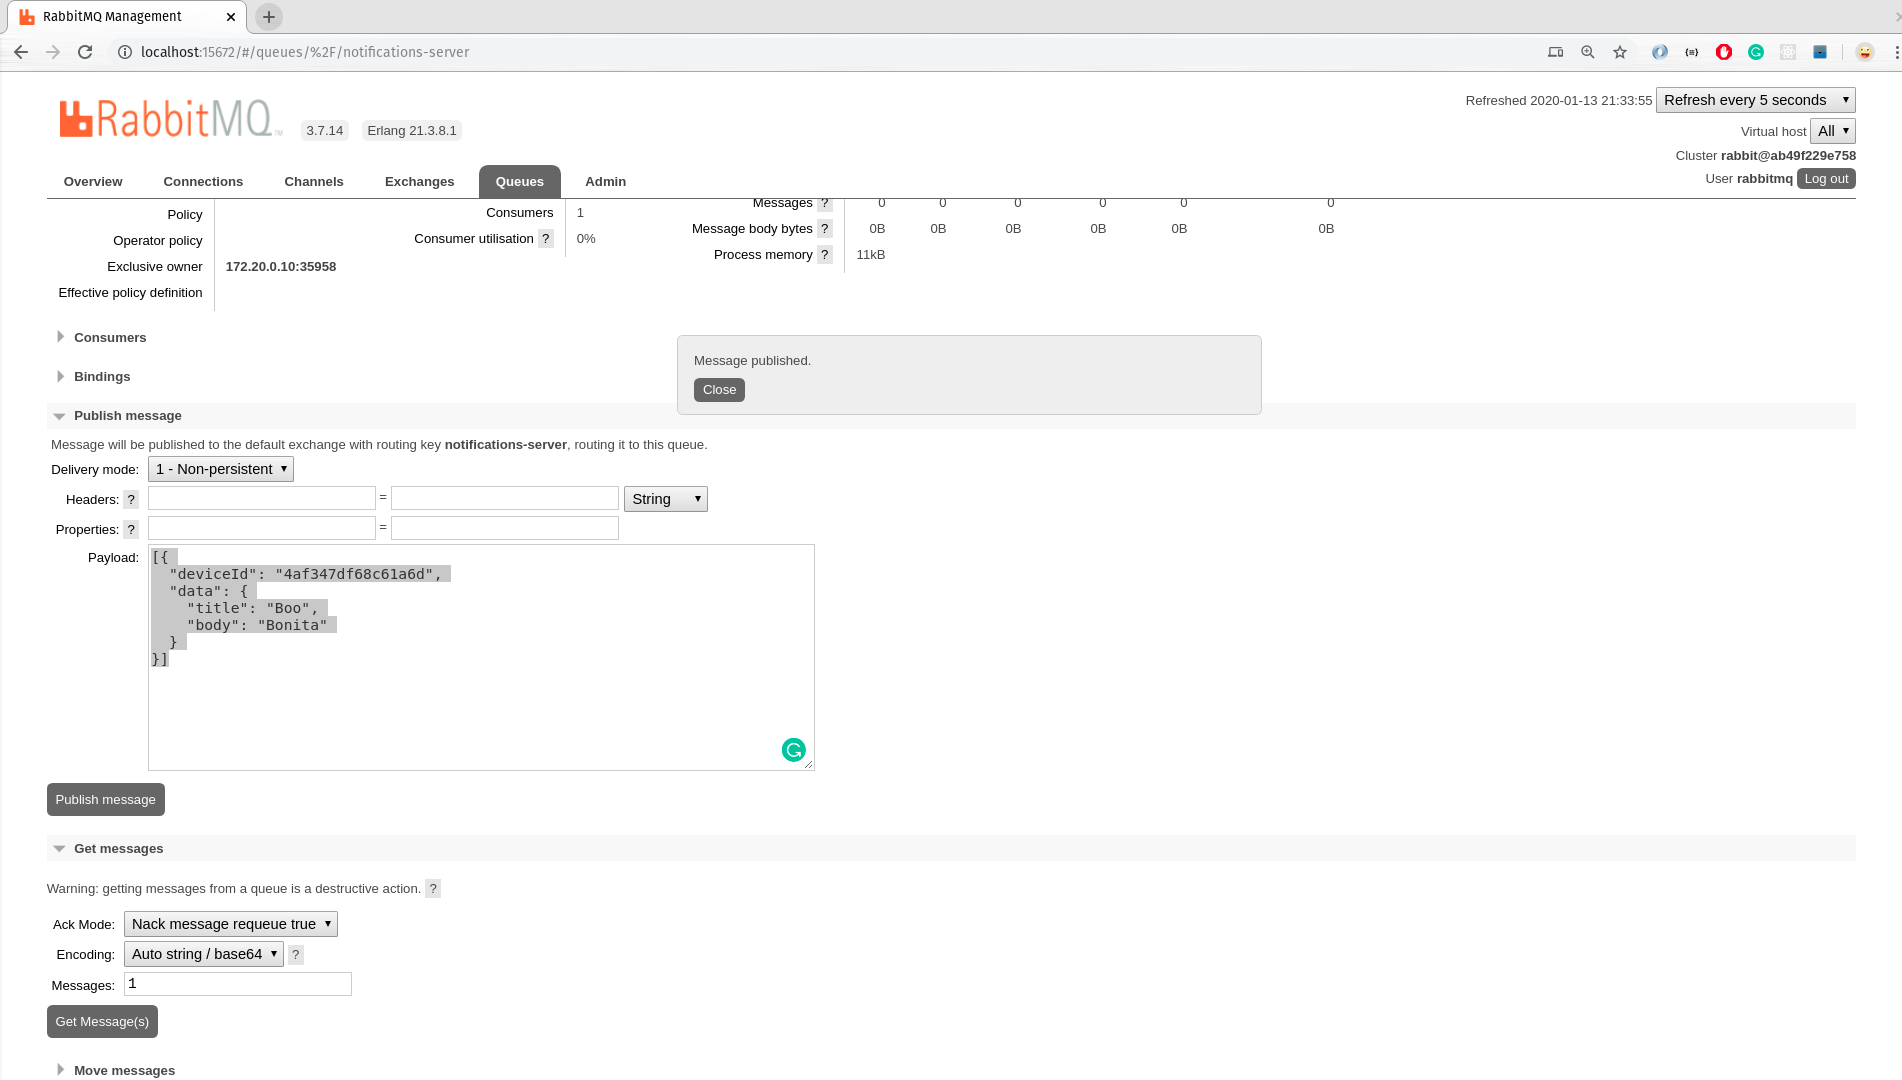 RabbitMQ Management
localhost:15672/#/queues/%2F/notifications-server
RabbitMQ TM 3.7.14 Erlang 21.3.8.1
Refreshed 2020-01-13 21:33:55 Refresh every 5 seconds
Virtual host All
Cluster rabbit@ab49f229e758
User rabbitmq Log out
Overview Connections Channels Exchanges Queues Admin
Policy Consumers 1 Messages ? 0 0 0 0 0 0
Operator policy Consumer utilisation ? 0% Message body bytes ? 0B 0B 0B 0B 0B 0B
Exclusive owner 172.20.0.10:35958 Process memory ? 11kB
Effective policy definition
Consumers
Message published.
Bindings
Close
Publish message
Message will be published to the default exchange with routing key notifications-server, routing it to this queue.
Delivery mode: 1 - Non-persistent
Headers: ? = String
Properties: ? =
Payload: [{
"deviceId": "4af347df68c61a6d",
"data": {
"title": "Boo",
"body": "Bonita"
}
}]
Publish message
Get messages
Warning: getting messages from a queue is a destructive action. ?
Ack Mode: Nack message requeue true
Encoding: Auto string / base64 ?
Messages: 1
Get Message(s)
Move messages